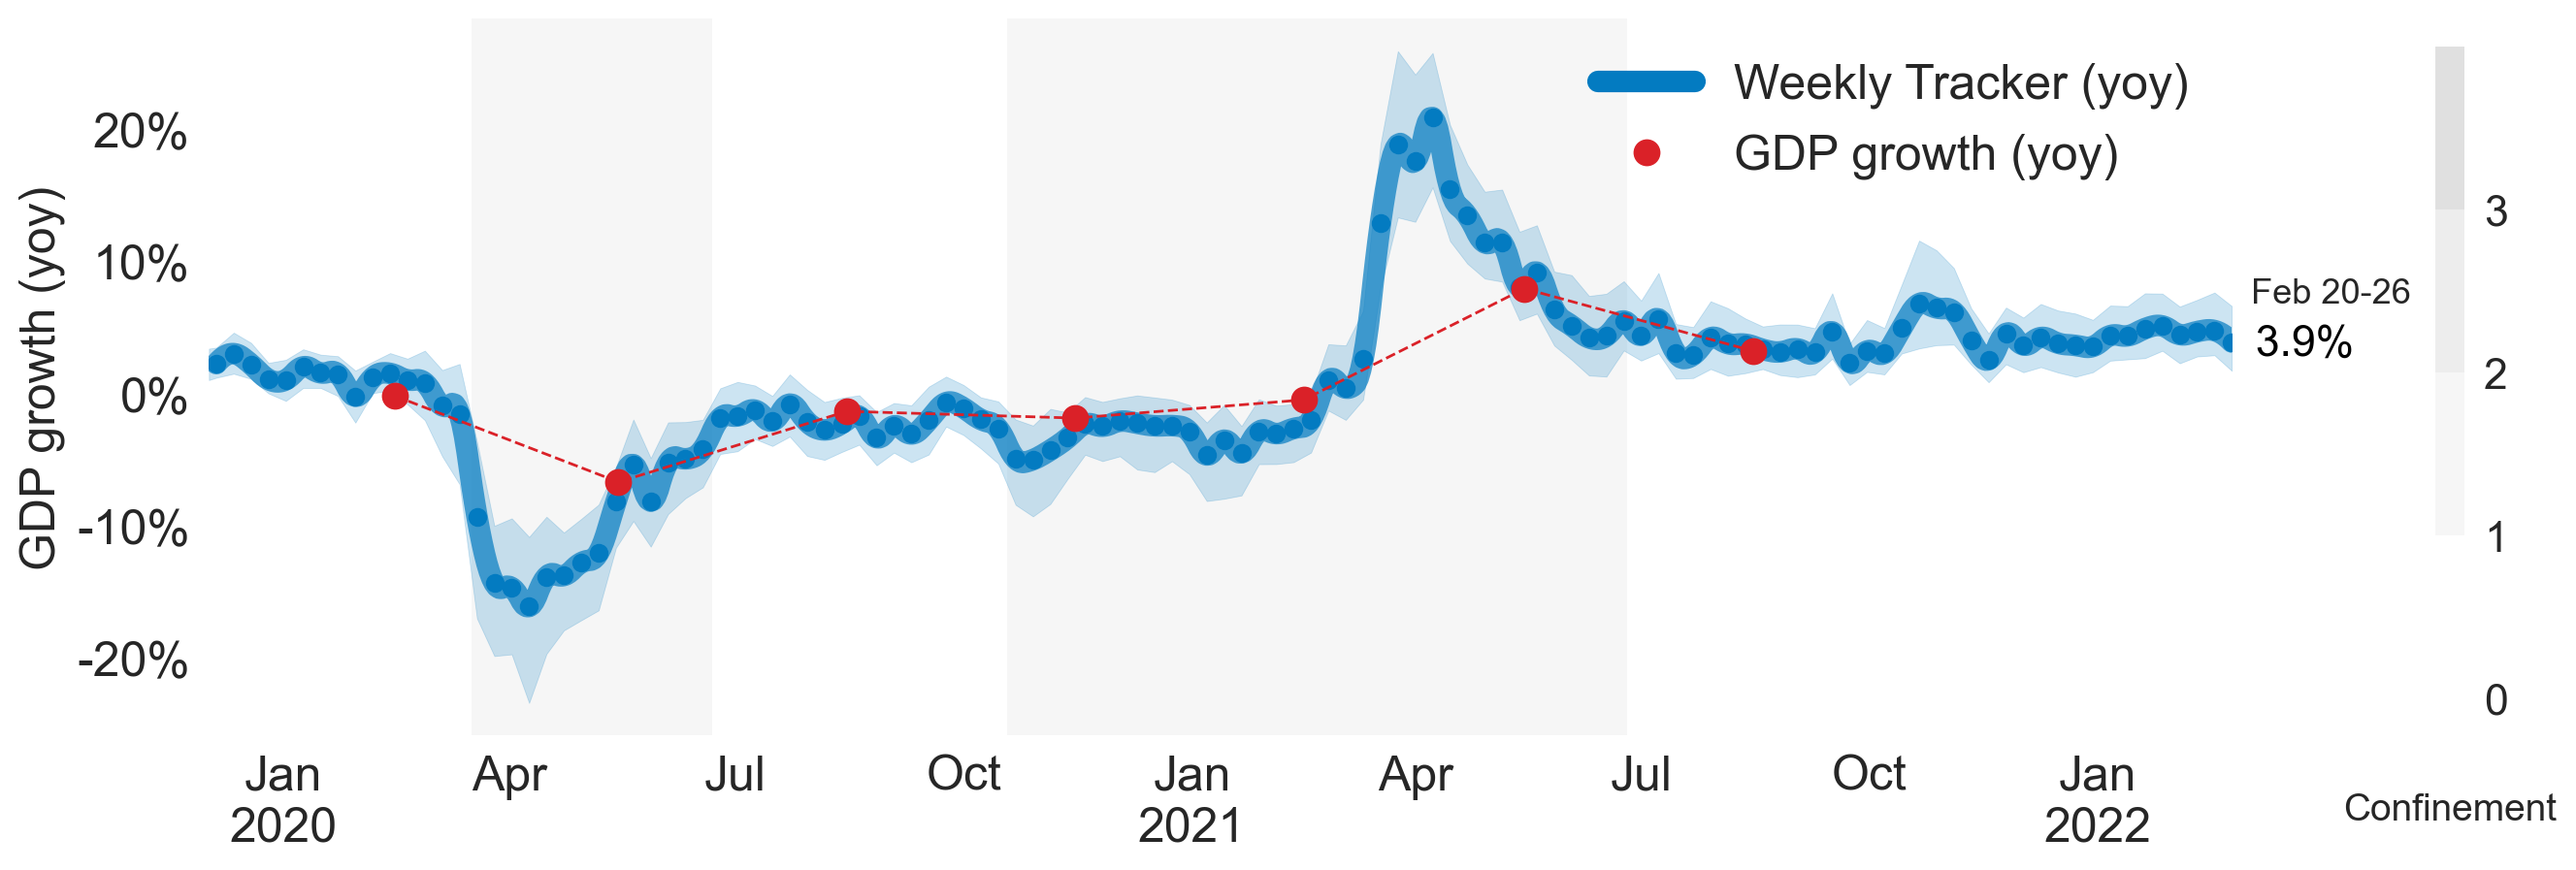 Weekly Tracker (yoy)
GDP growth (yoy)
GDP growth (yoy)
20%
10%
0%
-10%
-20%
Feb 20-26
3.9%
3
2
1
0
Jan Apr Jul Oct Jan Apr Jul Oct Jan
2020 2021 2022
Confinement